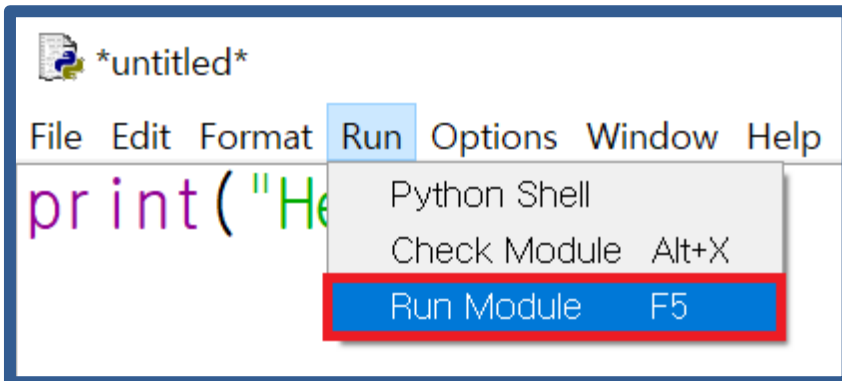 *untitled*
File Edit Format Run Options Window Help
print("He
Python Shell
Check Module Alt+X
Run Module F5